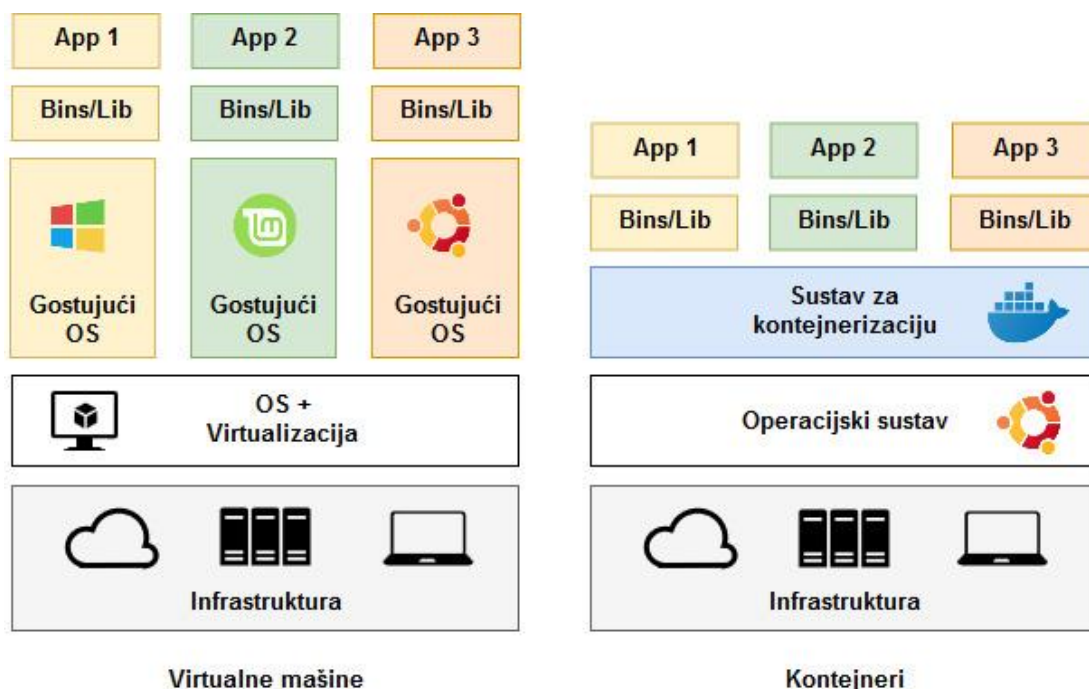 App 1
App 2
App 3
Bins/Lib
Bins/Lib
Bins/Lib
Gostujući
OS
Gostujući
OS
Gostujući
OS
OS +
Virtualizacija
Infrastruktura
Virtualne mašine
App 1
App 2
App 3
Bins/Lib
Bins/Lib
Bins/Lib
Sustav za
kontejnerizaciju
Operacijski sustav
Infrastruktura
Kontejneri